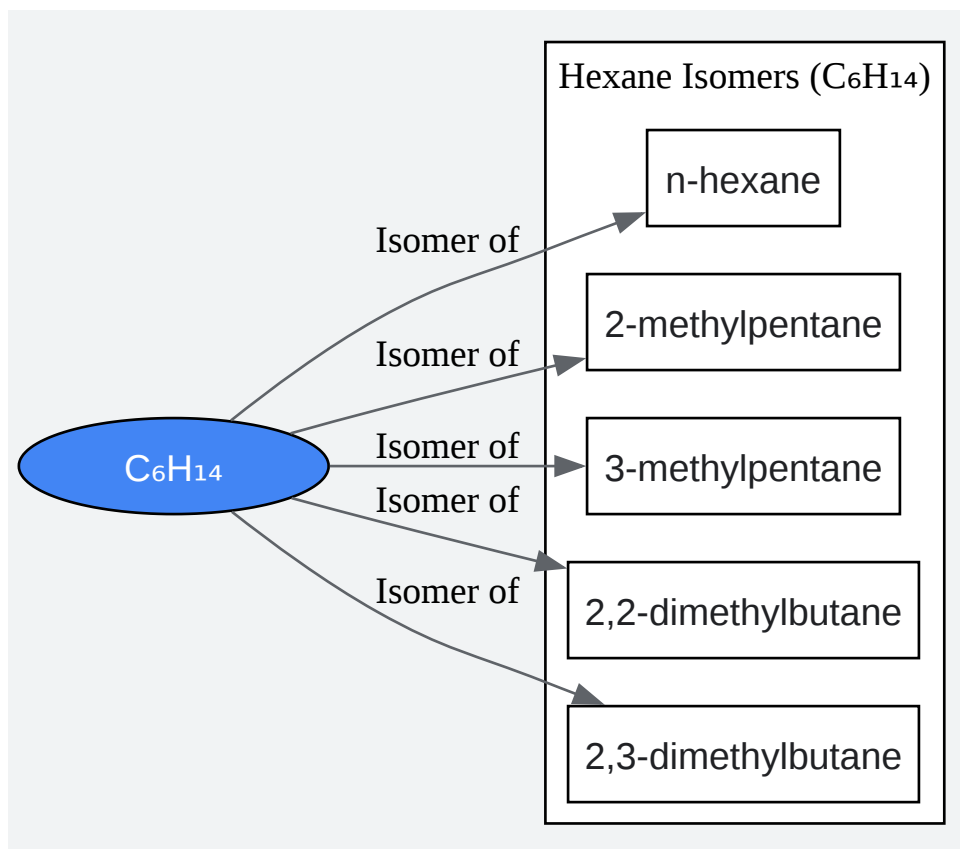 Hexane Isomers (C₆H₁₄)
n-hexane
Isomer of
2-methylpentane
Isomer of
3-methylpentane
Isomer of
C₆H₁₄
Isomer of
2,2-dimethylbutane
Isomer of
2,3-dimethylbutane